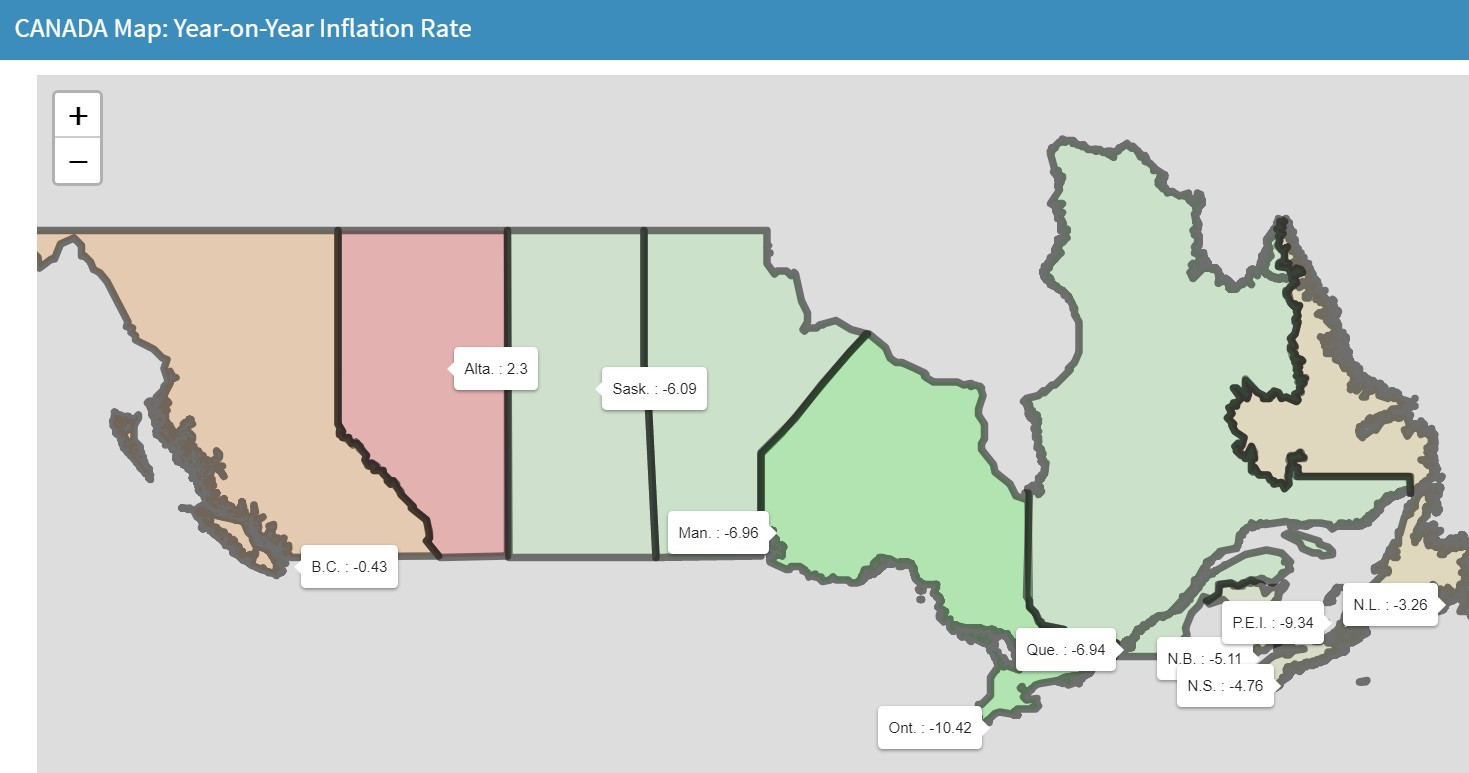 CANADA Map: Year-on-Year Inflation Rate
+
−
Alta. : 2.3
Sask. : -6.09
Man. : -6.96
B.C. : -0.43
N.L. : -3.26
P.E.I. : -9.34
Que. : -6.94
N.B. : -5.11
N.S. : -4.76
Ont. : -10.42